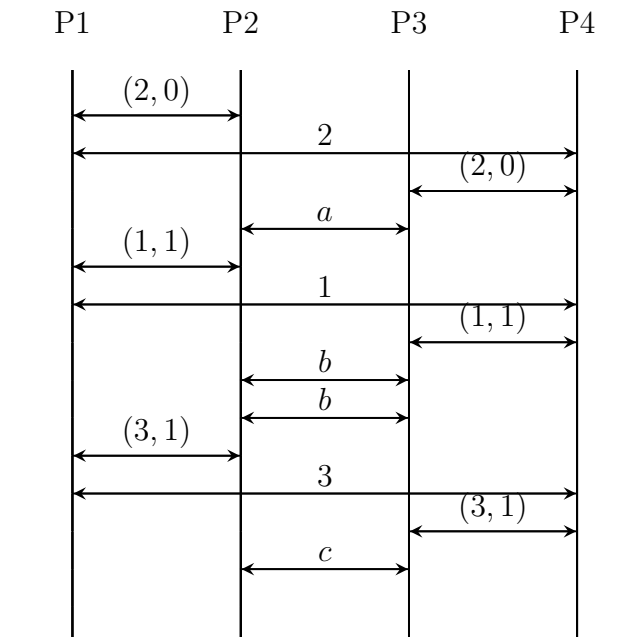 P1 P2 P3 P4
(2, 0)
2
(2, 0)
a
(1, 1)
1
(1, 1)
b
b
(3, 1)
3
(3, 1)
c